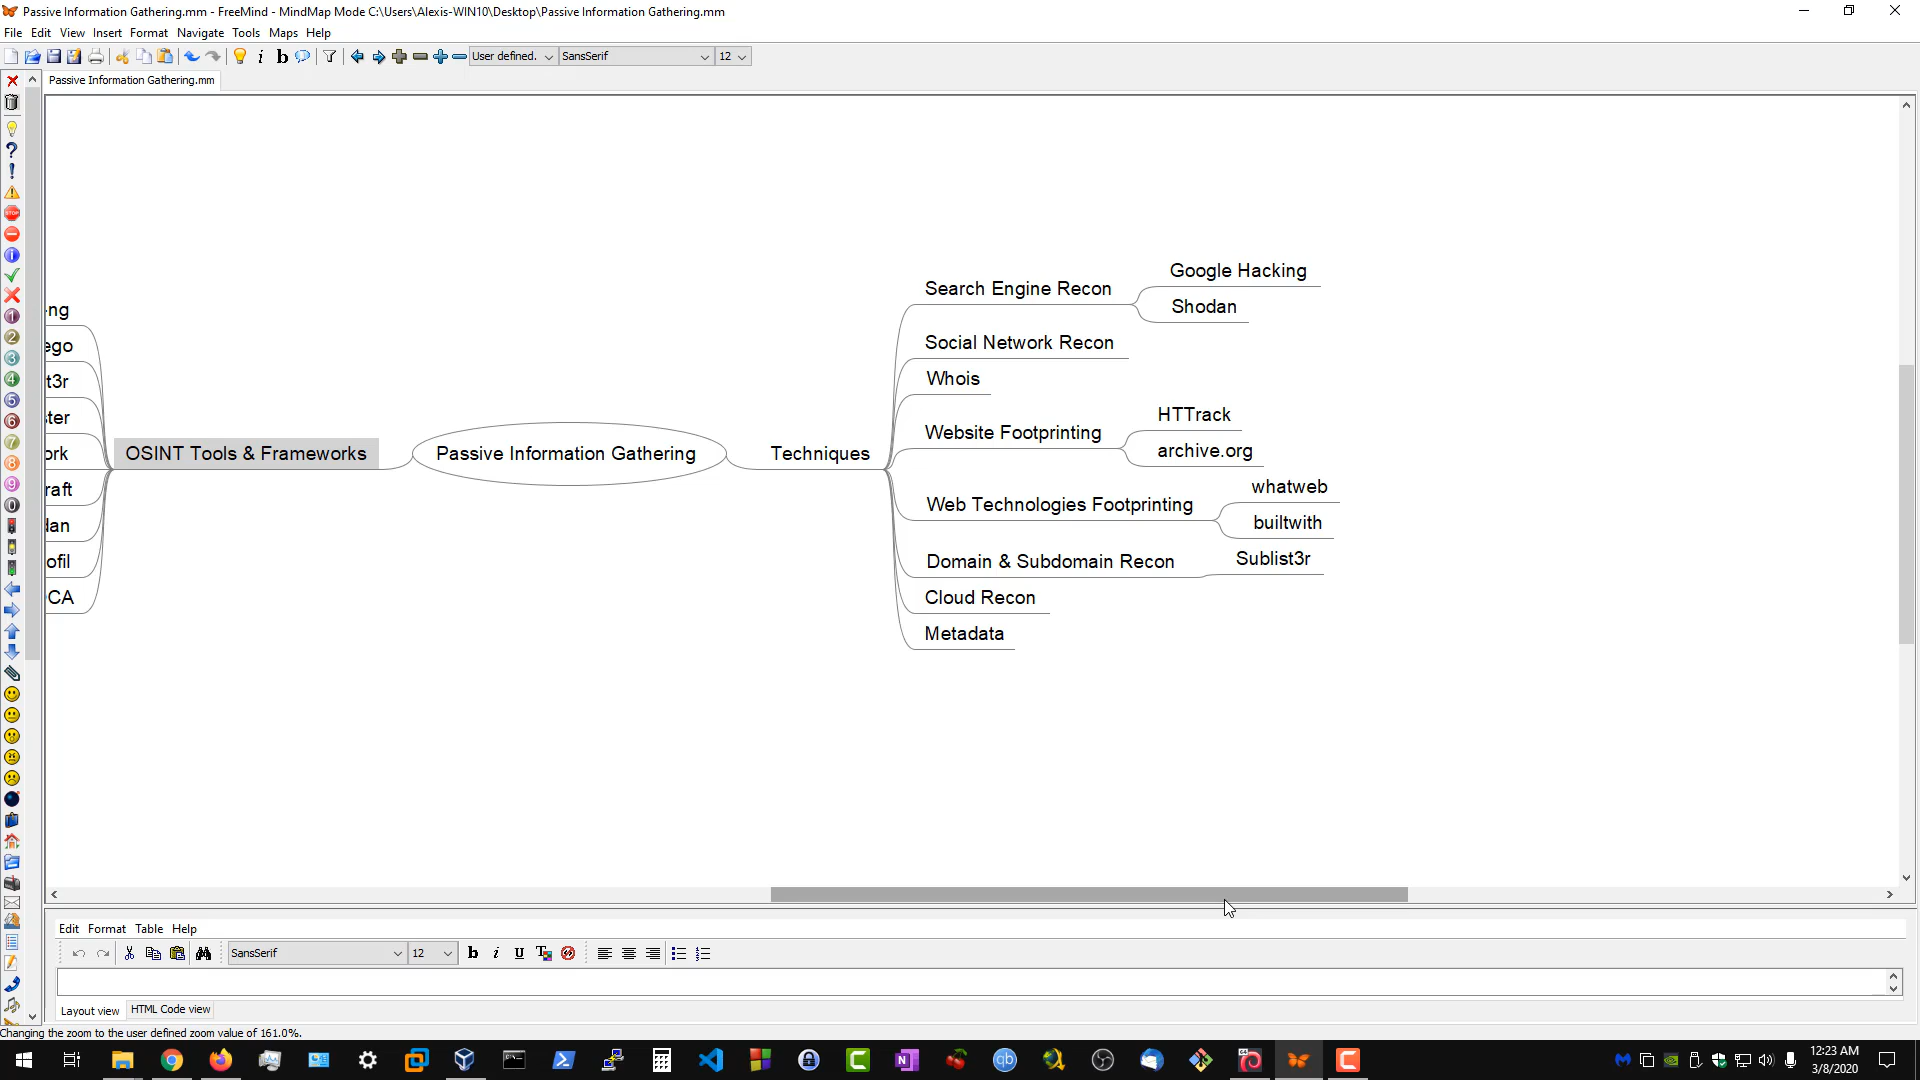 Passive Information Gathering.mm - FreeMind - MindMap Mode C:\Users\Alexis-WIN10\Desktop\Passive Information Gathering.mm
File Edit View Insert Format Navigate Tools Maps Help
User defined. SansSerif 12
Passive Information Gathering.mm
ng
ego
t3r
ter
ork
raft
dan
ofil
CA
OSINT Tools & Frameworks
Passive Information Gathering
Techniques
Search Engine Recon
Google Hacking
Shodan
Social Network Recon
Whois
Website Footprinting
HTTrack
archive.org
Web Technologies Footprinting
whatweb
builtwith
Domain & Subdomain Recon
Sublist3r
Cloud Recon
Metadata
Edit Format Table Help
SansSerif 12
Layout view HTML Code view
Changing the zoom to the user defined zoom value of 161.0%.
12:23 AM
3/8/2020